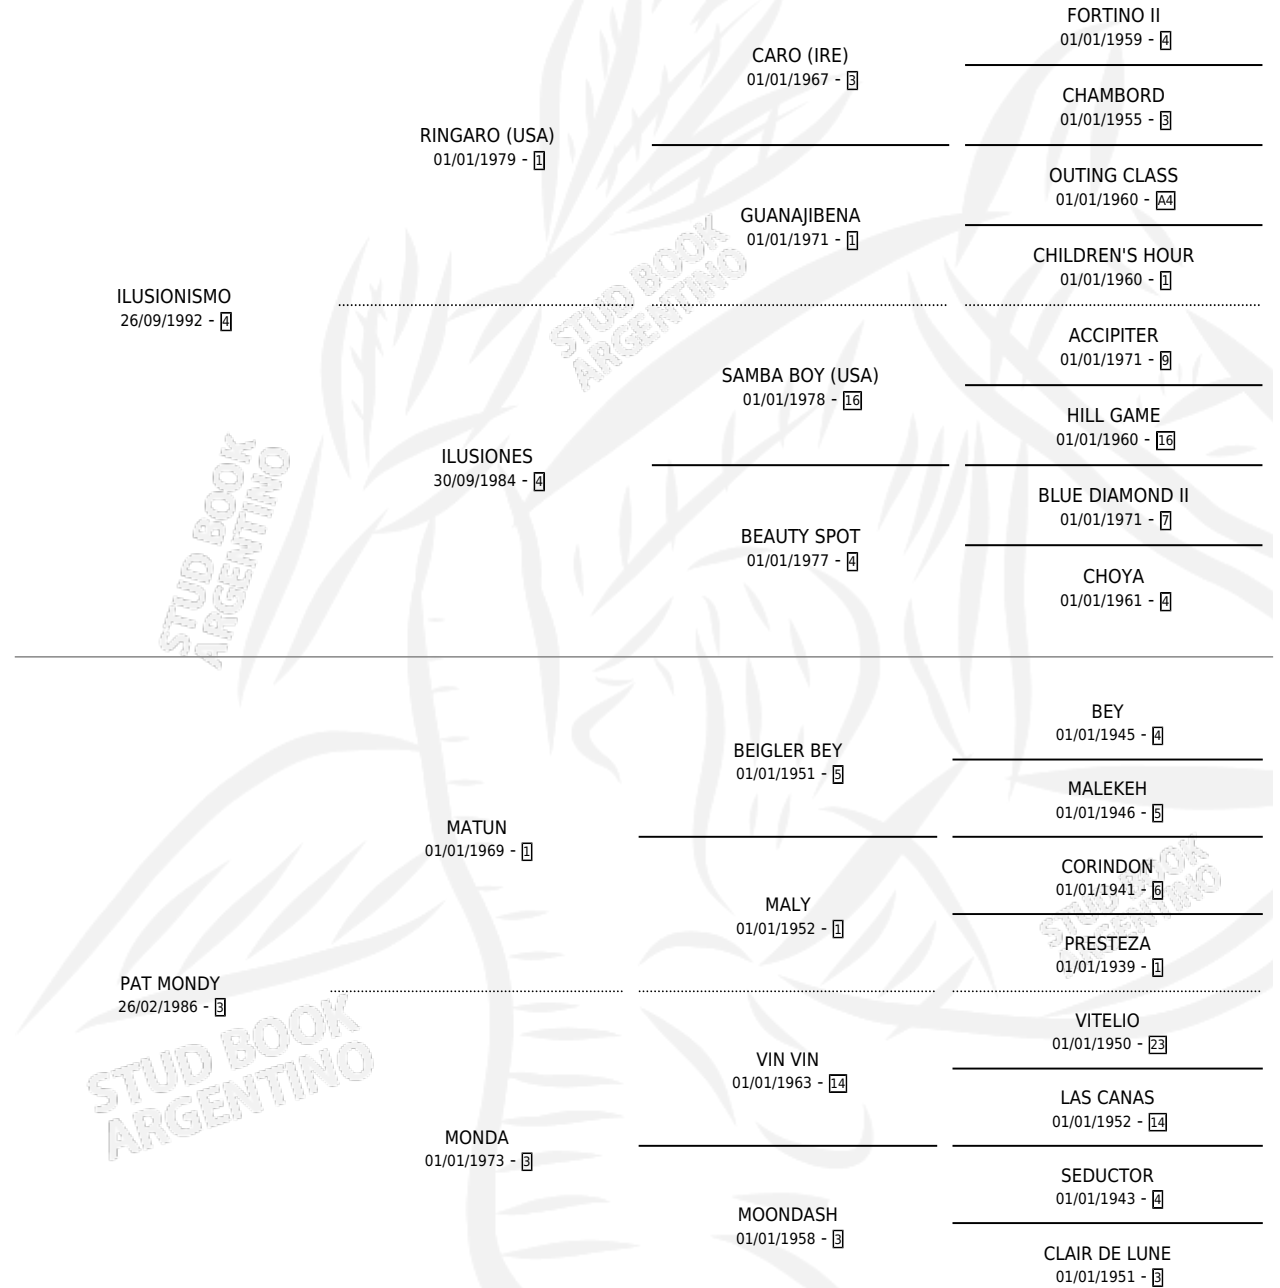 FORTINO II
01/01/1959 - 4
CARO (IRE)
01/01/1967 - 3
CHAMBORD
01/01/1955 - 3
RINGARO (USA)
01/01/1979 - 1
OUTING CLASS
01/01/1960 - A4
GUANAJIBENA
01/01/1971 - 1
CHILDREN'S HOUR
01/01/1960 - 1
ILUSIONISMO
26/09/1992 - 4
ACCIPITER
01/01/1971 - 9
SAMBA BOY (USA)
01/01/1978 - 16
HILL GAME
01/01/1960 - 16
ILUSIONES
30/09/1984 - 4
BLUE DIAMOND II
01/01/1971 - 7
BEAUTY SPOT
01/01/1977 - 4
CHOYA
01/01/1961 - 4
STUD BOOK
ARGENTINO
STUD BOOK
ARGENTINO
BEY
01/01/1945 - 4
BEIGLER BEY
01/01/1951 - 5
MALEKEH
01/01/1946 - 5
MATUN
01/01/1969 - 1
CORINDON
01/01/1941 - 6
MALY
01/01/1952 - 1
PRESTEZA
01/01/1939 - 1
PAT MONDY
26/02/1986 - 3
VITELIO
01/01/1950 - 23
VIN VIN
01/01/1963 - 14
LAS CANAS
01/01/1952 - 14
MONDA
01/01/1973 - 3
SEDUCTOR
01/01/1943 - 4
MOONDASH
01/01/1958 - 3
CLAIR DE LUNE
01/01/1951 - 3
STUD BOOK
ARGENTINO
STUD BOOK
ARGENTINO